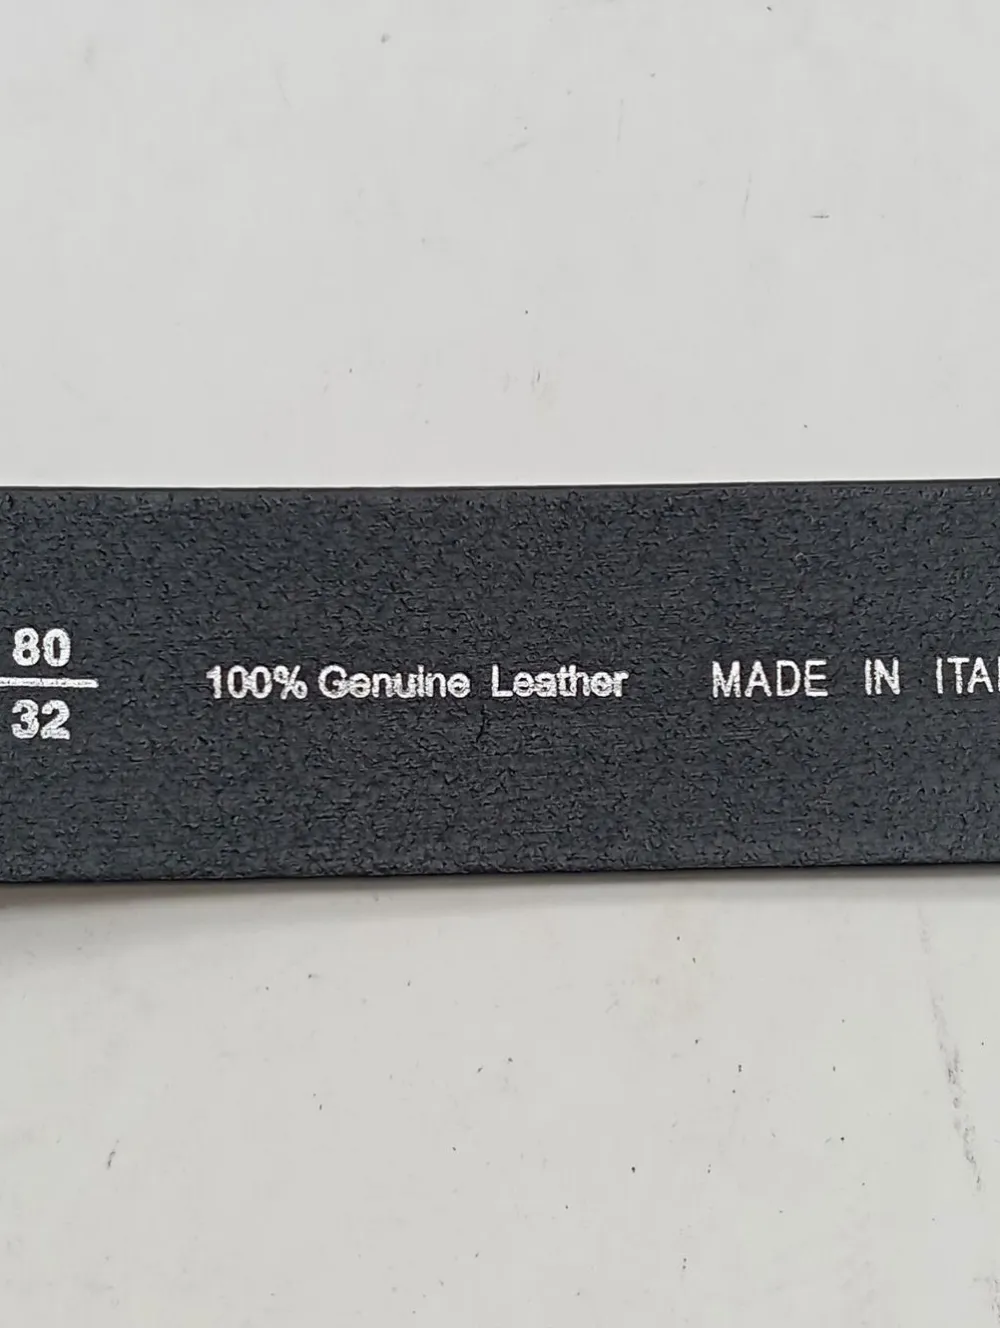 80
32
100% Genuine Leather
MADE IN ITA